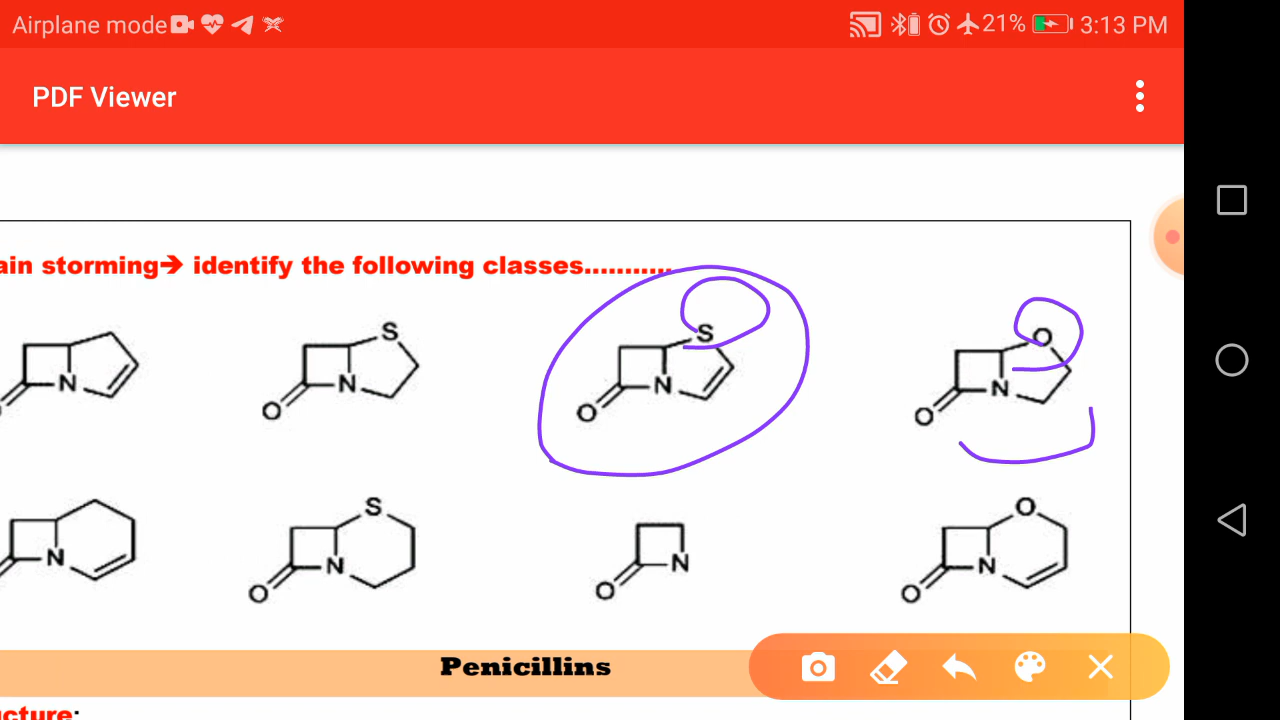 Airplane mode 21% 3:13 PM
PDF Viewer
ain storming➔ identify the following classes...........
S S O
N N N N
O O O
S O
N N N N
O O O
Penicillins
ucture: